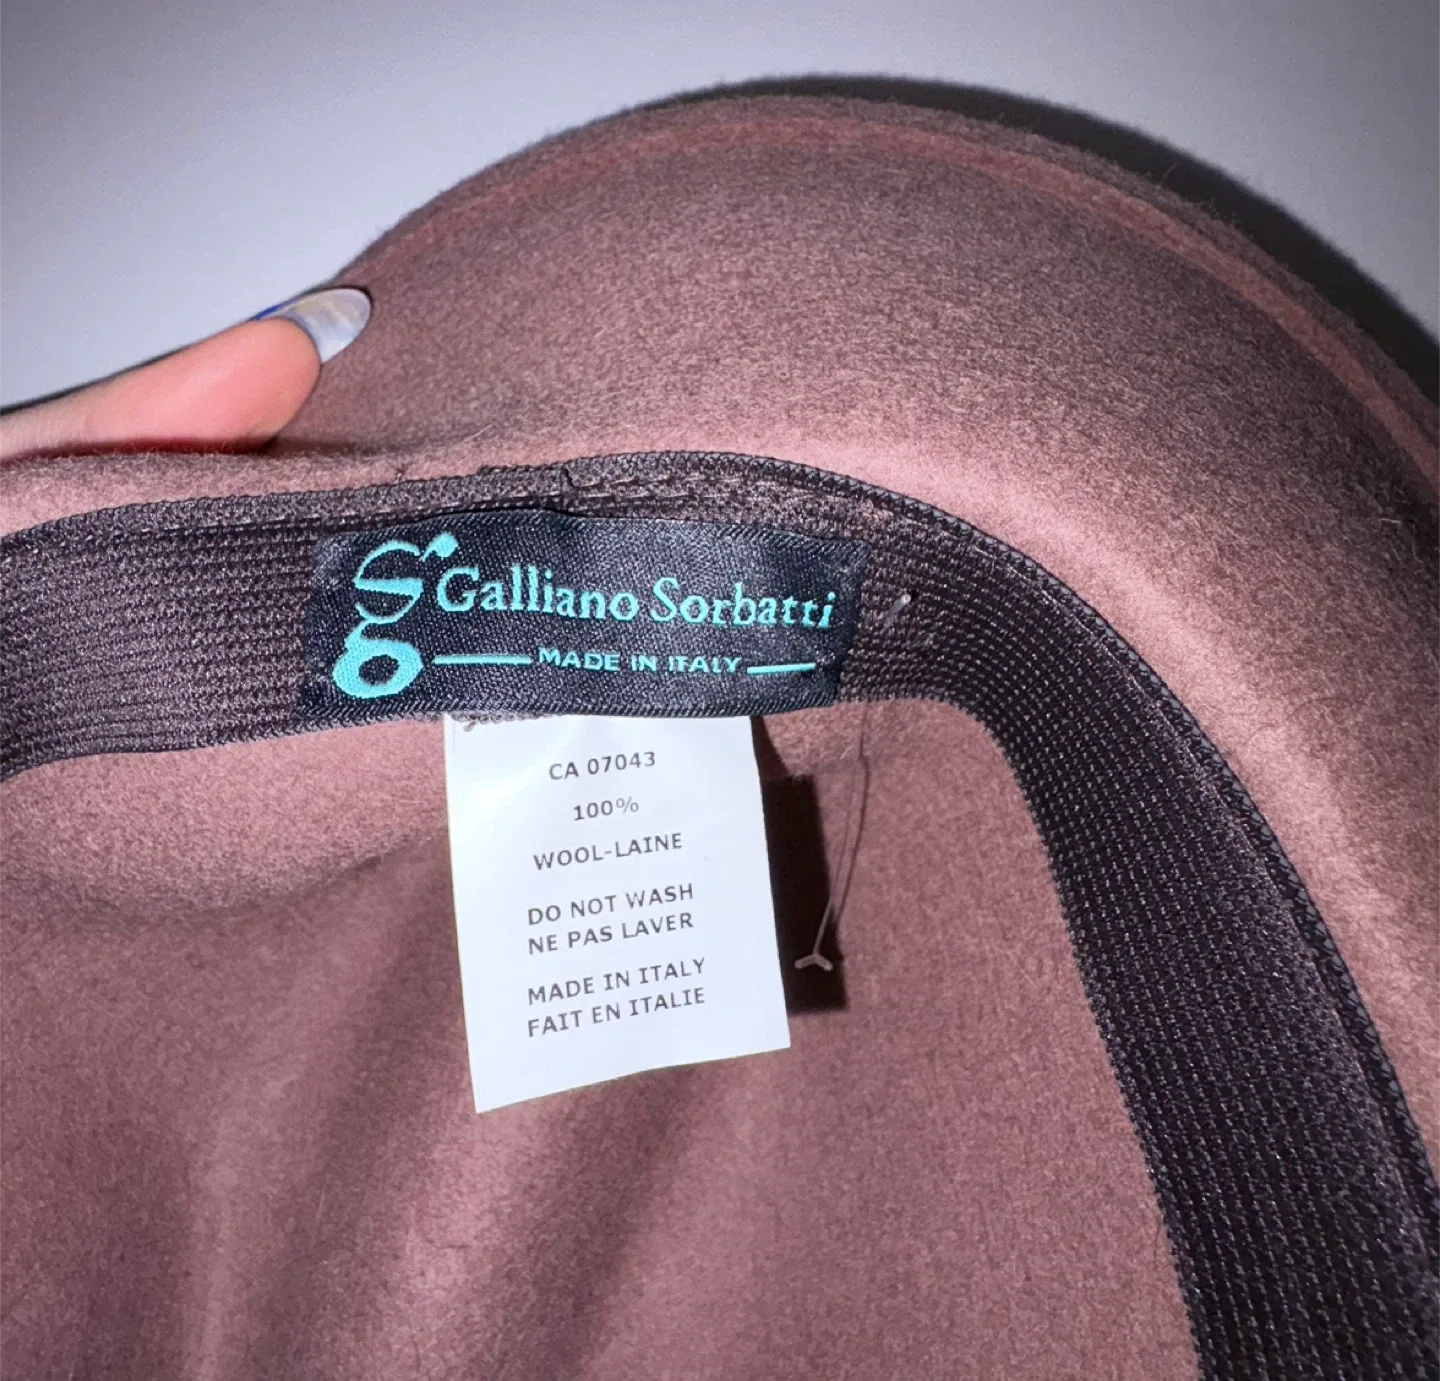 Galliano Sorbatti
MADE IN ITALY
CA 07043
100%
WOOL-LAINE
DO NOT WASH
NE PAS LAVER
MADE IN ITALY
FAIT EN ITALIE